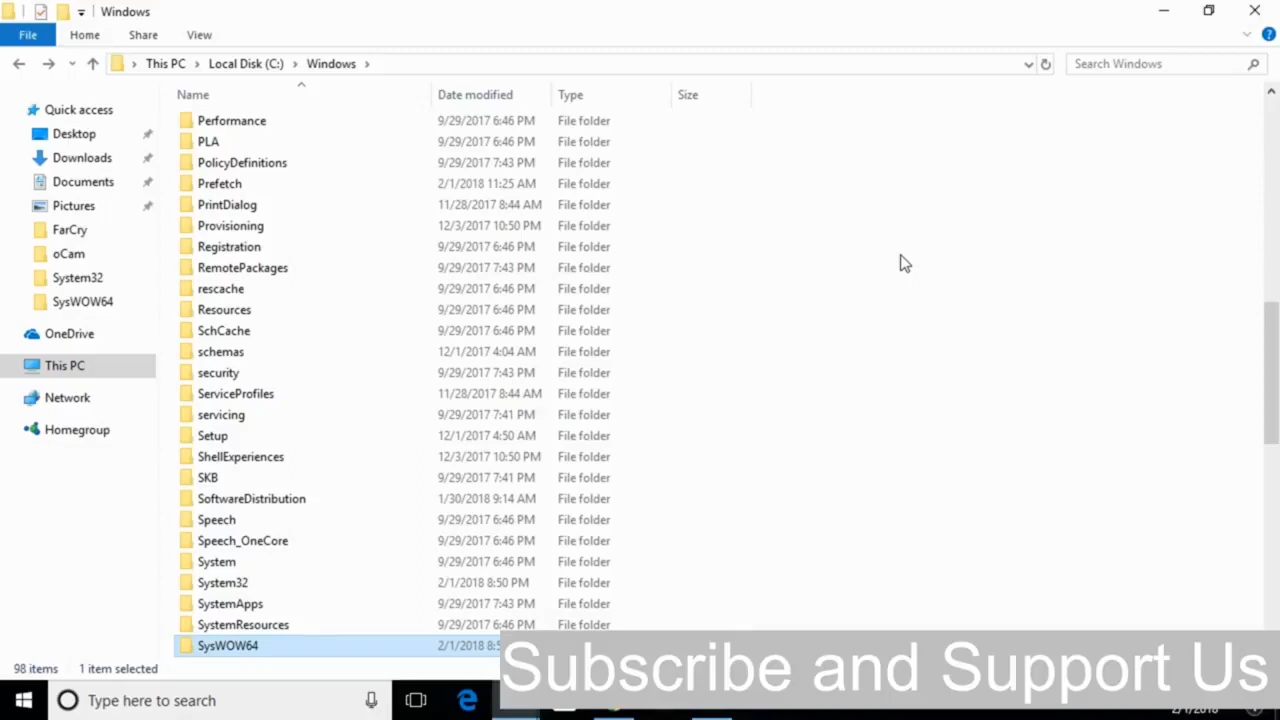 Windows
File Home Share View
This PC Local Disk (C:) Windows
Search Windows
Name Date modified Type Size
Quick access
Desktop
Downloads
Documents
Pictures
FarCry
oCam
System32
SysWOW64
OneDrive
This PC
Network
Homegroup
Performance 9/29/2017 6:46 PM File folder
PLA 9/29/2017 6:46 PM File folder
PolicyDefinitions 9/29/2017 7:43 PM File folder
Prefetch 2/1/2018 11:25 AM File folder
PrintDialog 11/28/2017 8:44 AM File folder
Provisioning 12/3/2017 10:50 PM File folder
Registration 9/29/2017 6:46 PM File folder
RemotePackages 9/29/2017 7:43 PM File folder
rescache 9/29/2017 6:46 PM File folder
Resources 9/29/2017 6:46 PM File folder
SchCache 9/29/2017 6:46 PM File folder
schemas 12/1/2017 4:04 AM File folder
security 9/29/2017 7:43 PM File folder
ServiceProfiles 11/28/2017 8:44 AM File folder
servicing 9/29/2017 7:41 PM File folder
Setup 12/1/2017 4:50 AM File folder
ShellExperiences 12/3/2017 10:50 PM File folder
SKB 9/29/2017 7:41 PM File folder
SoftwareDistribution 1/30/2018 9:14 AM File folder
Speech 9/29/2017 6:46 PM File folder
Speech_OneCore 9/29/2017 6:46 PM File folder
System 9/29/2017 6:46 PM File folder
System32 2/1/2018 8:50 PM File folder
SystemApps 9/29/2017 7:43 PM File folder
SystemResources 9/29/2017 6:46 PM File folder
SysWOW64 2/1/2018
98 items 1 item selected
Subscribe and Support Us
Type here to search
2/1/2018